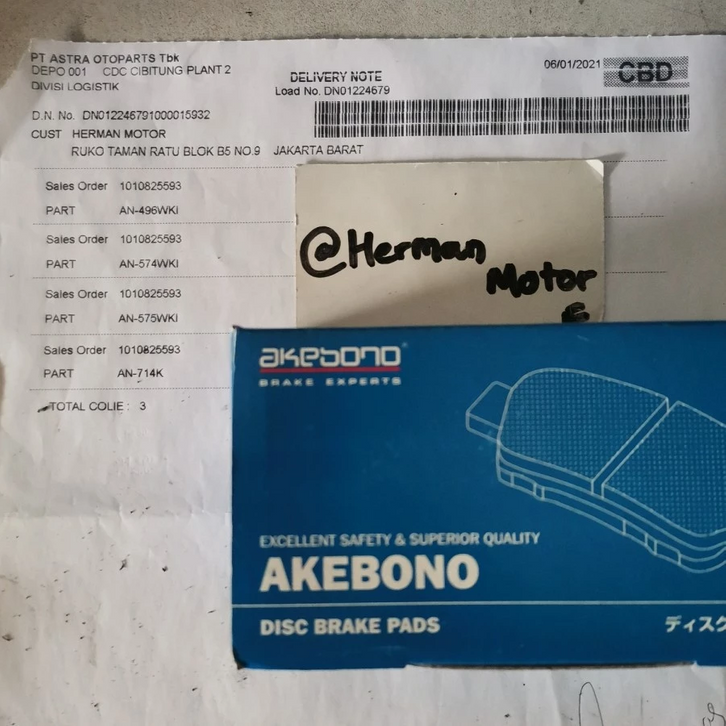 PT ASTRA OTOPARTS Tbk
DEPO 001 CDC CIBITUNG PLANT 2
DIVISI LOGISTIK
DELIVERY NOTE
Load No. DN01224679
06/01/2021 CBD
D.N. No. DN012246791000015932
CUST HERMAN MOTOR
RUKO TAMAN RATU BLOK B5 NO.9 JAKARTA BARAT
Sales Order 1010825593
PART AN-496WKI
Sales Order 1010825593
PART AN-574WKI
Sales Order 1010825593
PART AN-575WKI
Sales Order 1010825593
PART AN-714K
TOTAL COLIE : 3
@Herman
Motor
akebono
BRAKE EXPERTS
EXCELLENT SAFETY & SUPERIOR QUALITY
AKEBONO
DISC BRAKE PADS
ディスク